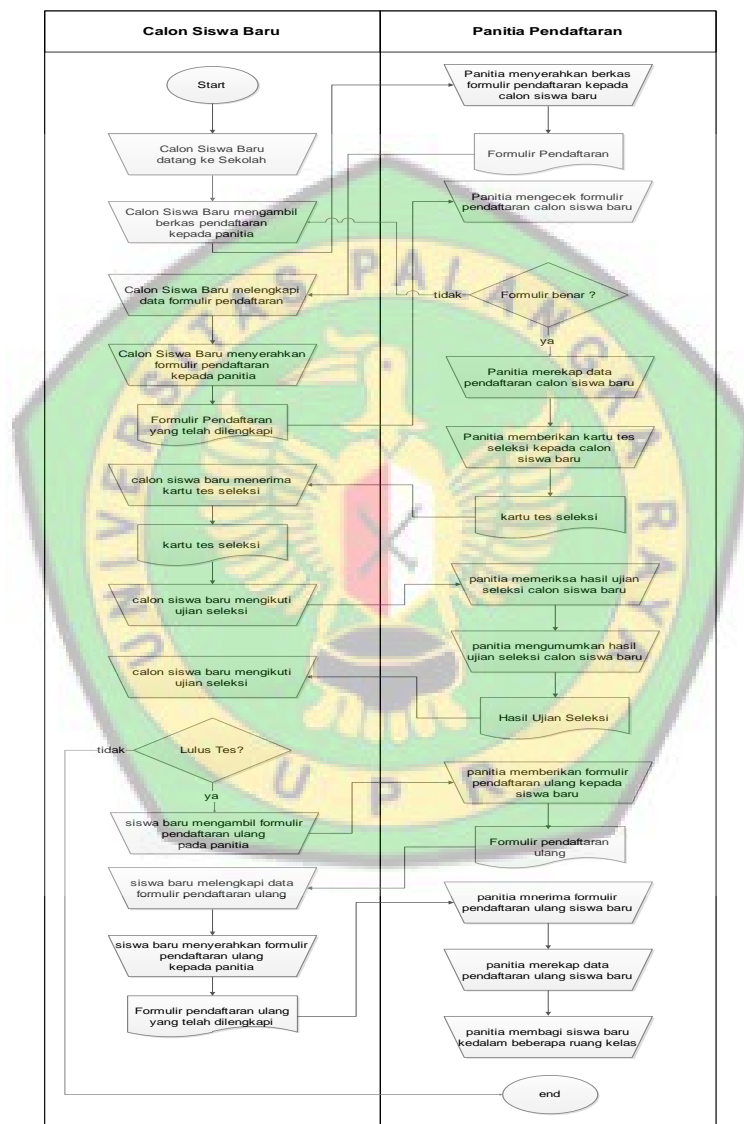 Calon Siswa Baru
Panitia Pendaftaran
Start
Panitia menyerahkan berkas
formulir pendaftaran kepada
calon siswa baru
Calon Siswa Baru
datang ke Sekolah
Formulir Pendaftaran
Calon Siswa Baru mengambil
berkas pendaftaran
kepada panitia
Panitia mengecek formulir
pendaftaran calon siswa baru
Calon Siswa Baru melengkapi
data formulir pendaftaran
tidak
Formulir benar ?
ya
Calon Siswa Baru menyerahkan
formulir pendaftaran
kepada panitia
Panitia merekap data
pendaftaran calon siswa baru
Formulir Pendaftaran
yang telah dilengkapi
Panitia memberikan kartu tes
seleksi kepada calon
siswa baru
calon siswa baru menerima
kartu tes seleksi
kartu tes seleksi
kartu tes seleksi
calon siswa baru mengikuti
ujian seleksi
panitia memeriksa hasil ujian
seleksi calon siswa baru
panitia mengumumkan hasil
ujian seleksi calon siswa baru
calon siswa baru mengikuti
ujian seleksi
Hasil Ujian Seleksi
tidak
Lulus Tes?
ya
panitia memberikan formulir
pendaftaran ulang kepada
siswa baru
siswa baru mengambil formulir
pendaftaran ulang
pada panitia
Formulir pendaftaran
ulang
siswa baru melengkapi data
formulir pendaftaran ulang
panitia mnerima formulir
pendaftaran ulang siswa baru
siswa baru menyerahkan formulir
pendaftaran ulang
kepada panitia
panitia merekap data
pendaftaran ulang siswa baru
Formulir pendaftaran ulang
yang telah dilengkapi
panitia membagi siswa baru
kedalam beberapa ruang kelas
end
UNIVERSITAS PALANGKA RAYA
UPR